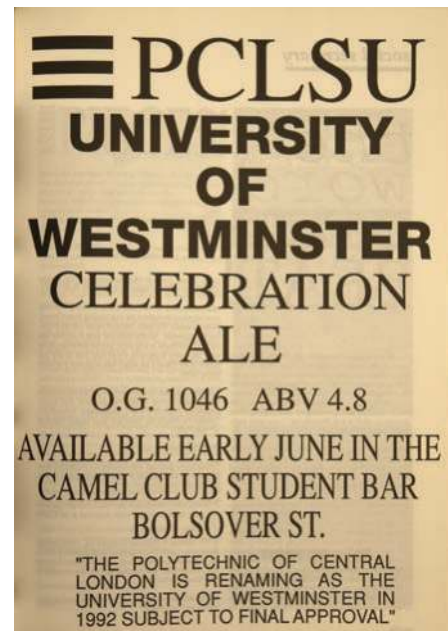 PCLSU
UNIVERSITY
OF
WESTMINSTER
CELEBRATION
ALE
O.G. 1046 ABV 4.8
AVAILABLE EARLY JUNE IN THE
CAMEL CLUB STUDENT BAR
BOLSOVER ST.
"THE POLYTECHNIC OF CENTRAL
LONDON IS RENAMING AS THE
UNIVERSITY OF WESTMINSTER IN
1992 SUBJECT TO FINAL APPROVAL"